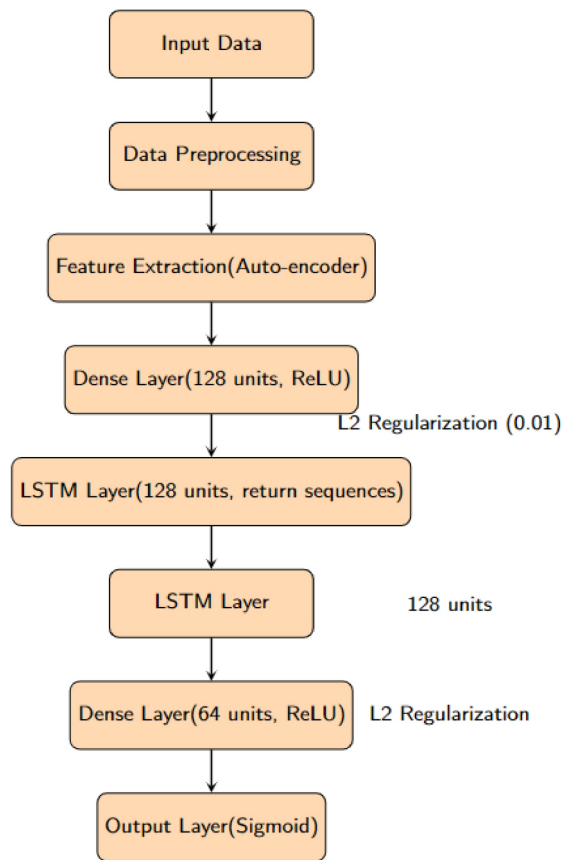 Input Data
Data Preprocessing
Feature Extraction(Auto-encoder)
Dense Layer(128 units, ReLU)
L2 Regularization (0.01)
LSTM Layer(128 units, return sequences)
LSTM Layer
128 units
Dense Layer(64 units, ReLU)
L2 Regularization
Output Layer(Sigmoid)